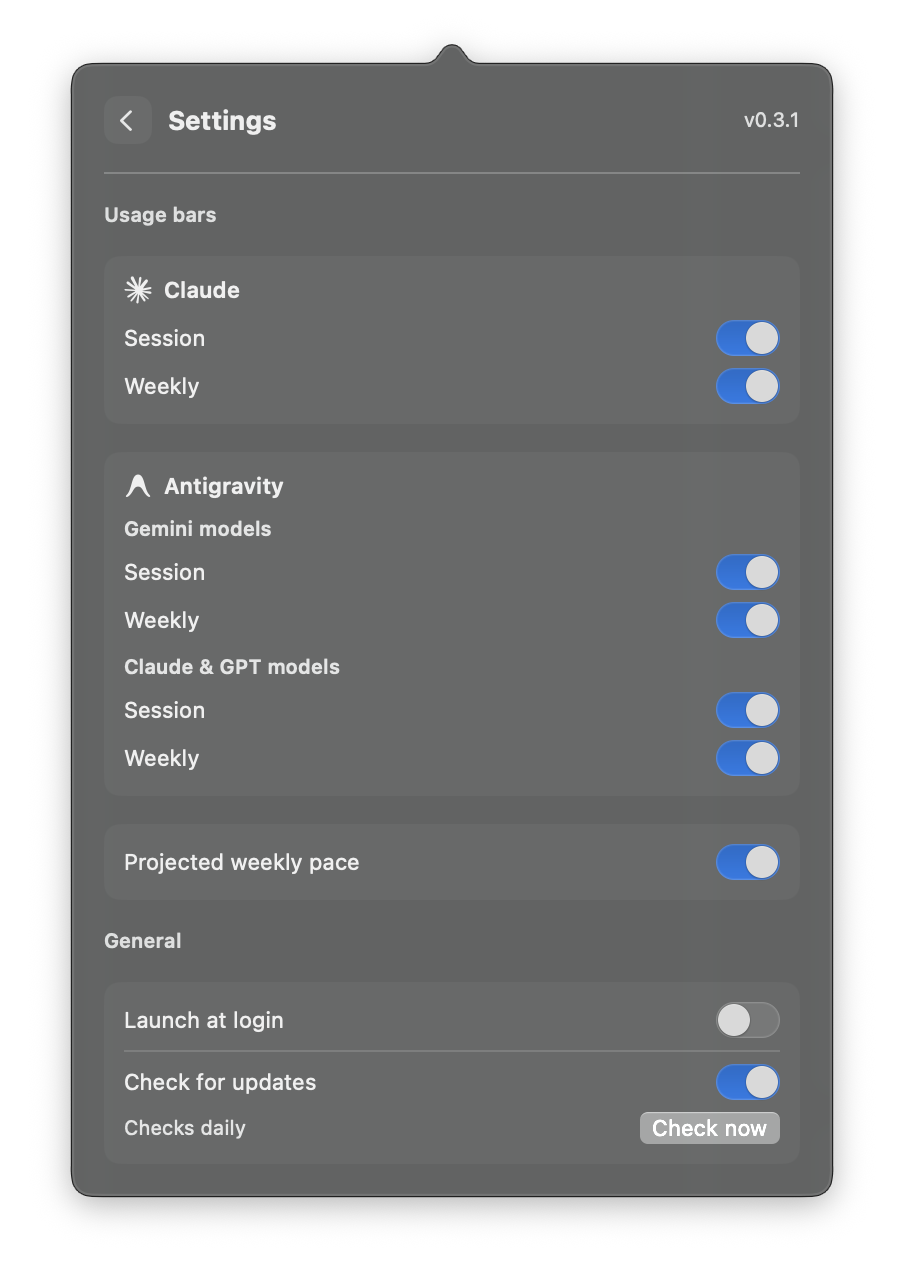 Settings
v0.3.1
Usage bars
Claude
Session
Weekly
Antigravity
Gemini models
Session
Weekly
Claude & GPT models
Session
Weekly
Projected weekly pace
General
Launch at login
Check for updates
Checks daily
Check now